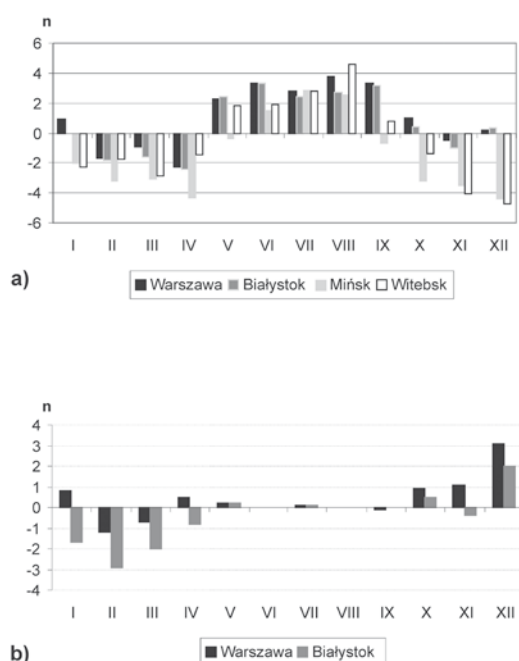 n
6
4
2
0
-2
-4
-6
I II III IV V VI VII VIII IX X XI XII
a)
Warszawa Białystok Mińsk Witebsk
n
4
3
2
1
0
-1
-2
-3
-4
I II III IV V VI VII VIII IX X XI XII
b)
Warszawa Białystok